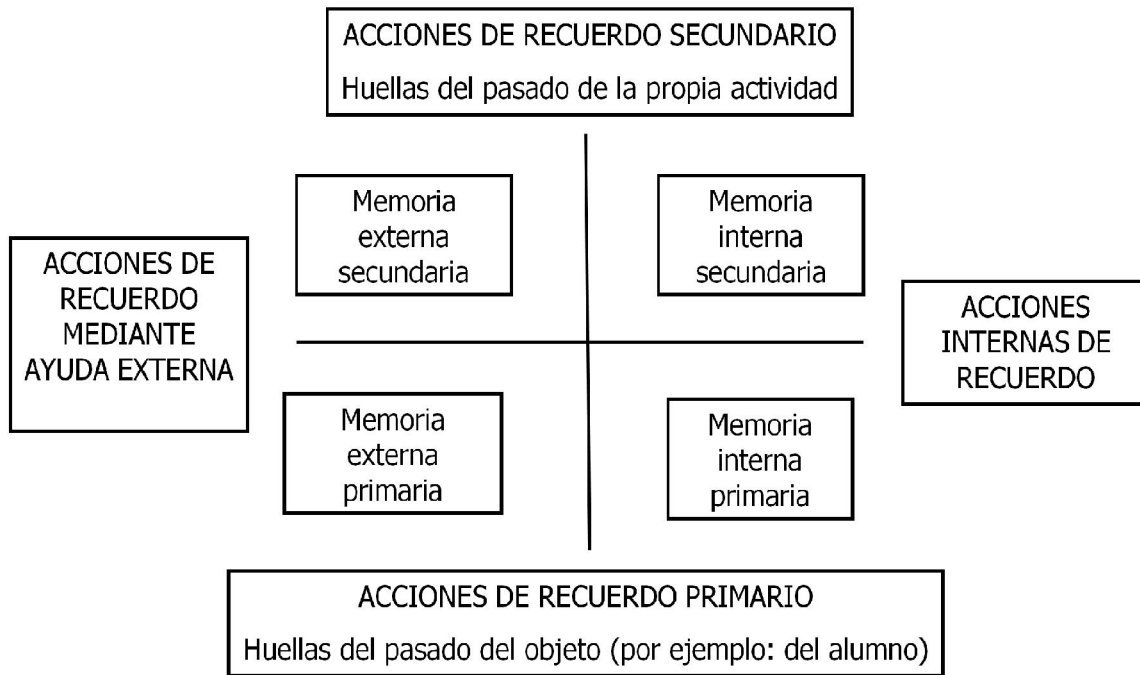 ACCIONES DE RECUERDO SECUNDARIO
Huellas del pasado de la propia actividad
Memoria
externa
secundaria
Memoria
interna
secundaria
ACCIONES DE
RECUERDO
MEDIANTE
AYUDA EXTERNA
ACCIONES
INTERNAS DE
RECUERDO
Memoria
externa
primaria
Memoria
interna
primaria
ACCIONES DE RECUERDO PRIMARIO
Huellas del pasado del objeto (por ejemplo: del alumno)